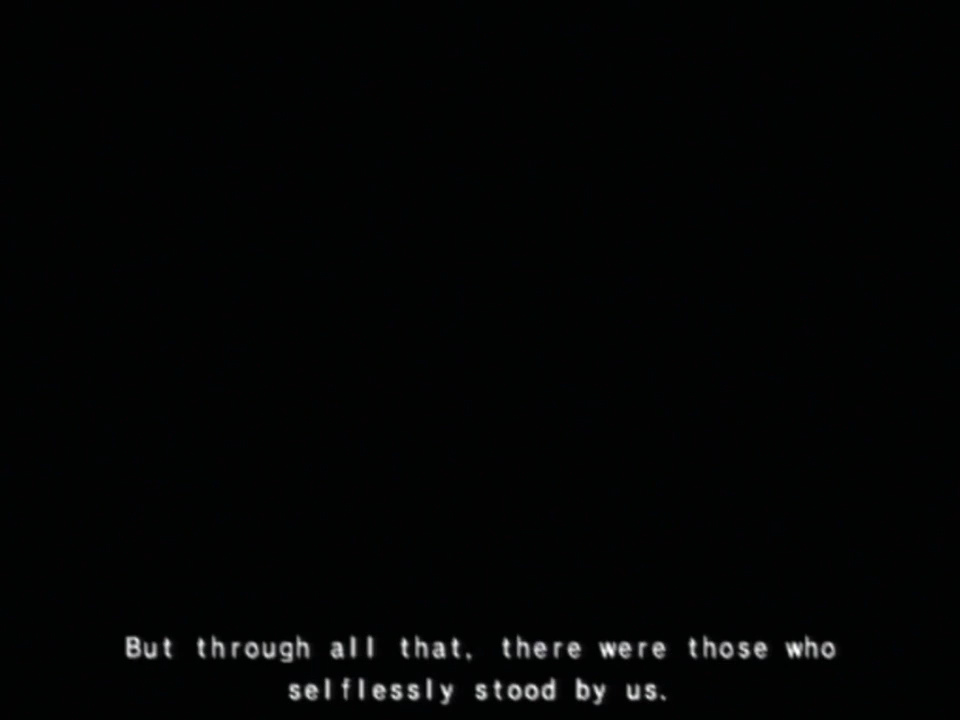 But through all that, there were those who
selflessly stood by us.